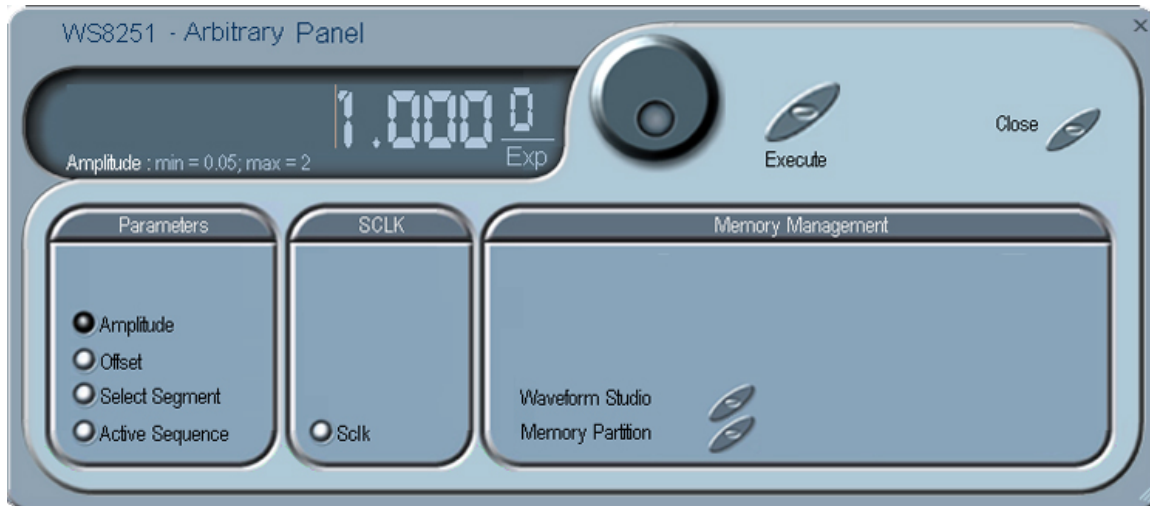 WS8251 - Arbitrary Panel
1.000 0
Exp
Amplitude : min = 0.05; max = 2
Execute
Close
Parameters
Amplitude
Offset
Select Segment
Active Sequence
SCLK
Sclk
Memory Management
Waveform Studio
Memory Partition